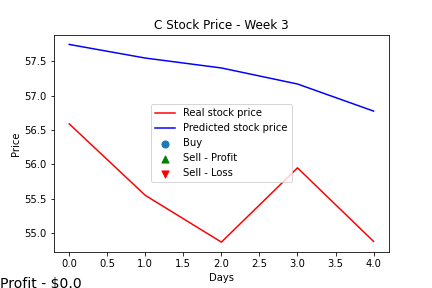 C Stock Price - Week 3
57.5
57.0
56.5
56.0
55.5
55.0
Price
Real stock price
Predicted stock price
Buy
Sell - Profit
Sell - Loss
0.0 0.5 1.0 1.5 2.0 2.5 3.0 3.5 4.0
Days
Profit - $0.0